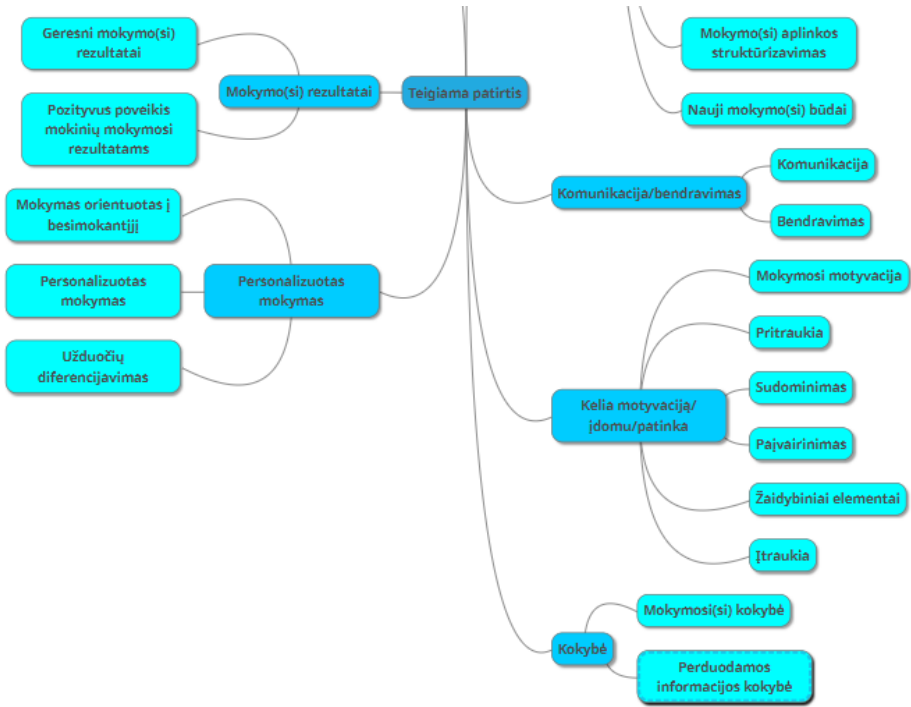 Geresni mokymo(si)
rezultatai
Mokymo(si) rezultatai
Pozityvus poveikis
mokinių mokymosi
rezultatams
Teigiama patirtis
Mokymas orientuotas į
besimokantįjį
Personalizuotas
mokymas
Personalizuotas
mokymas
Užduočių
diferencijavimas
Mokymo(si) aplinkos
struktūrizavimas
Nauji mokymo(si) būdai
Komunikacija/bendravimas
Komunikacija
Bendravimas
Kelia motyvaciją/
įdomu/patinka
Mokymosi motyvacija
Pritraukia
Sudominimas
Paįvairinimas
Žaidybiniai elementai
Įtraukia
Kokybė
Mokymosi(si) kokybė
Perduodamos
informacijos kokybė